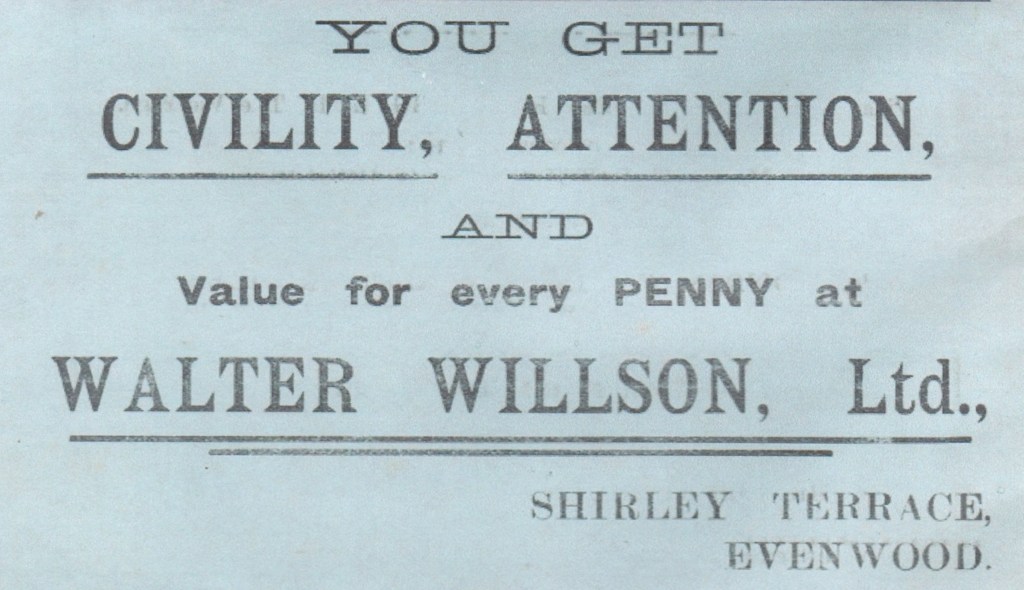 YOU GET
CIVILITY, ATTENTION,
AND
Value for every PENNY at
WALTER WILLSON, Ltd.,
SHIRLEY TERRACE,
EVENWOOD.